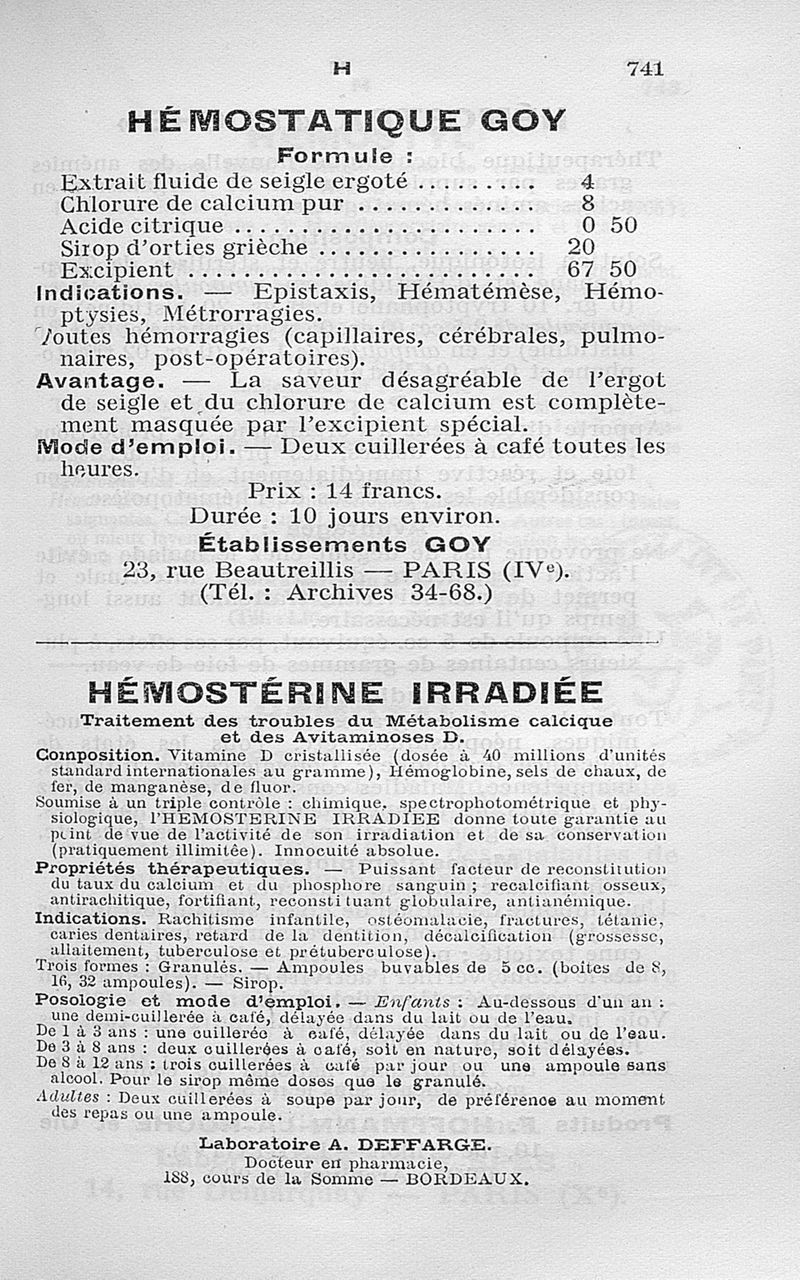 H 741
HÉMOSTATIQUE GOY
Formule :
Extrait fluide de seigle ergoté ......... 4
Chlorure de calcium pur ............. 8
Acide citrique ...................... 0 50
Sirop d'orties grièche ................ 20
Excipient .......................... 67 50
Indications. — Epistaxis, Hématémèse, Hémo-
ptysies, Métrorragies.
Toutes hémorragies (capillaires, cérébrales, pulmo-
naires, post-opératoires).
Avantage. — La saveur désagréable de l'ergot
de seigle et du chlorure de calcium est complète-
ment masquée par l'excipient spécial.
Mode d'emploi. — Deux cuillerées à café toutes les
heures.
Prix : 14 francs.
Durée : 10 jours environ.
Établissements GOY
23, rue Beautreillis — PARIS (IVe).
(Tél. : Archives 34-68.)
HÉMOSTÉRINE IRRADIÉE
Traitement des troubles du Métabolisme calcique
et des Avitaminoses D.
Composition. Vitamine D cristallisée (dosée à 40 millions d'unités
standard internationales au gramme), Hémoglobine, sels de chaux, de
fer, de manganèse, de fluor.
Soumise à un triple contrôle : chimique, spectrophotométrique et phy-
siologique, l'HEMOSTERINE IRRADIEE donne toute garantie au
point de vue de l'activité de son irradiation et de sa conservation
(pratiquement illimitée). Innocuité absolue.
Propriétés thérapeutiques. — Puissant facteur de reconstitution
du taux du calcium et du phosphore sanguin ; recalcifiant osseux,
antirachitique, fortifiant, reconstituant globulaire, antianémique.
Indications. Rachitisme infantile, ostéomalacie, fractures, tétanie,
caries dentaires, retard de la dentition, décalcification (grossesse,
allaitement, tuberculose et prétuberculose).
Trois formes : Granulés. — Ampoules buvables de 5 cc. (boîtes de 8,
16, 32 ampoules). — Sirop.
Posologie et mode d'emploi. — Enfants : Au-dessous d'un an :
une demi-cuillerée à café, délayée dans du lait ou de l'eau.
De 1 à 3 ans : une cuillerée à café, délayée dans du lait ou de l'eau.
De 3 à 8 ans : deux cuillerées à café, soit en nature, soit délayées.
De 8 à 12 ans : trois cuillerées à café par jour ou une ampoule sans
alcool. Pour le sirop même doses que le granulé.
Adultes : Deux cuillerées à soupe par jour, de préférence au moment
des repas ou une ampoule.
Laboratoire A. DEFFARGE.
Docteur en pharmacie,
188, cours de la Somme — BORDEAUX.